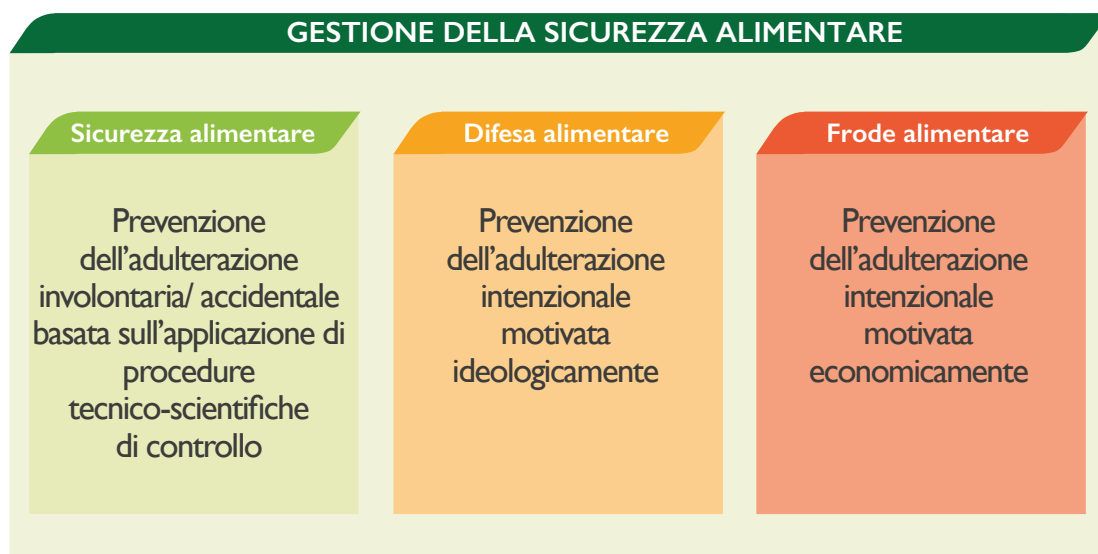 GESTIONE DELLA SICUREZZA ALIMENTARE
Sicurezza alimentare
Prevenzione
dell’adulterazione
involontaria/ accidentale
basata sull’applicazione di
procedure
tecnico-scientifiche
di controllo
Difesa alimentare
Prevenzione
dell’adulterazione
intenzionale
motivata
ideologicamente
Frode alimentare
Prevenzione
dell’adulterazione
intenzionale
motivata
economicamente